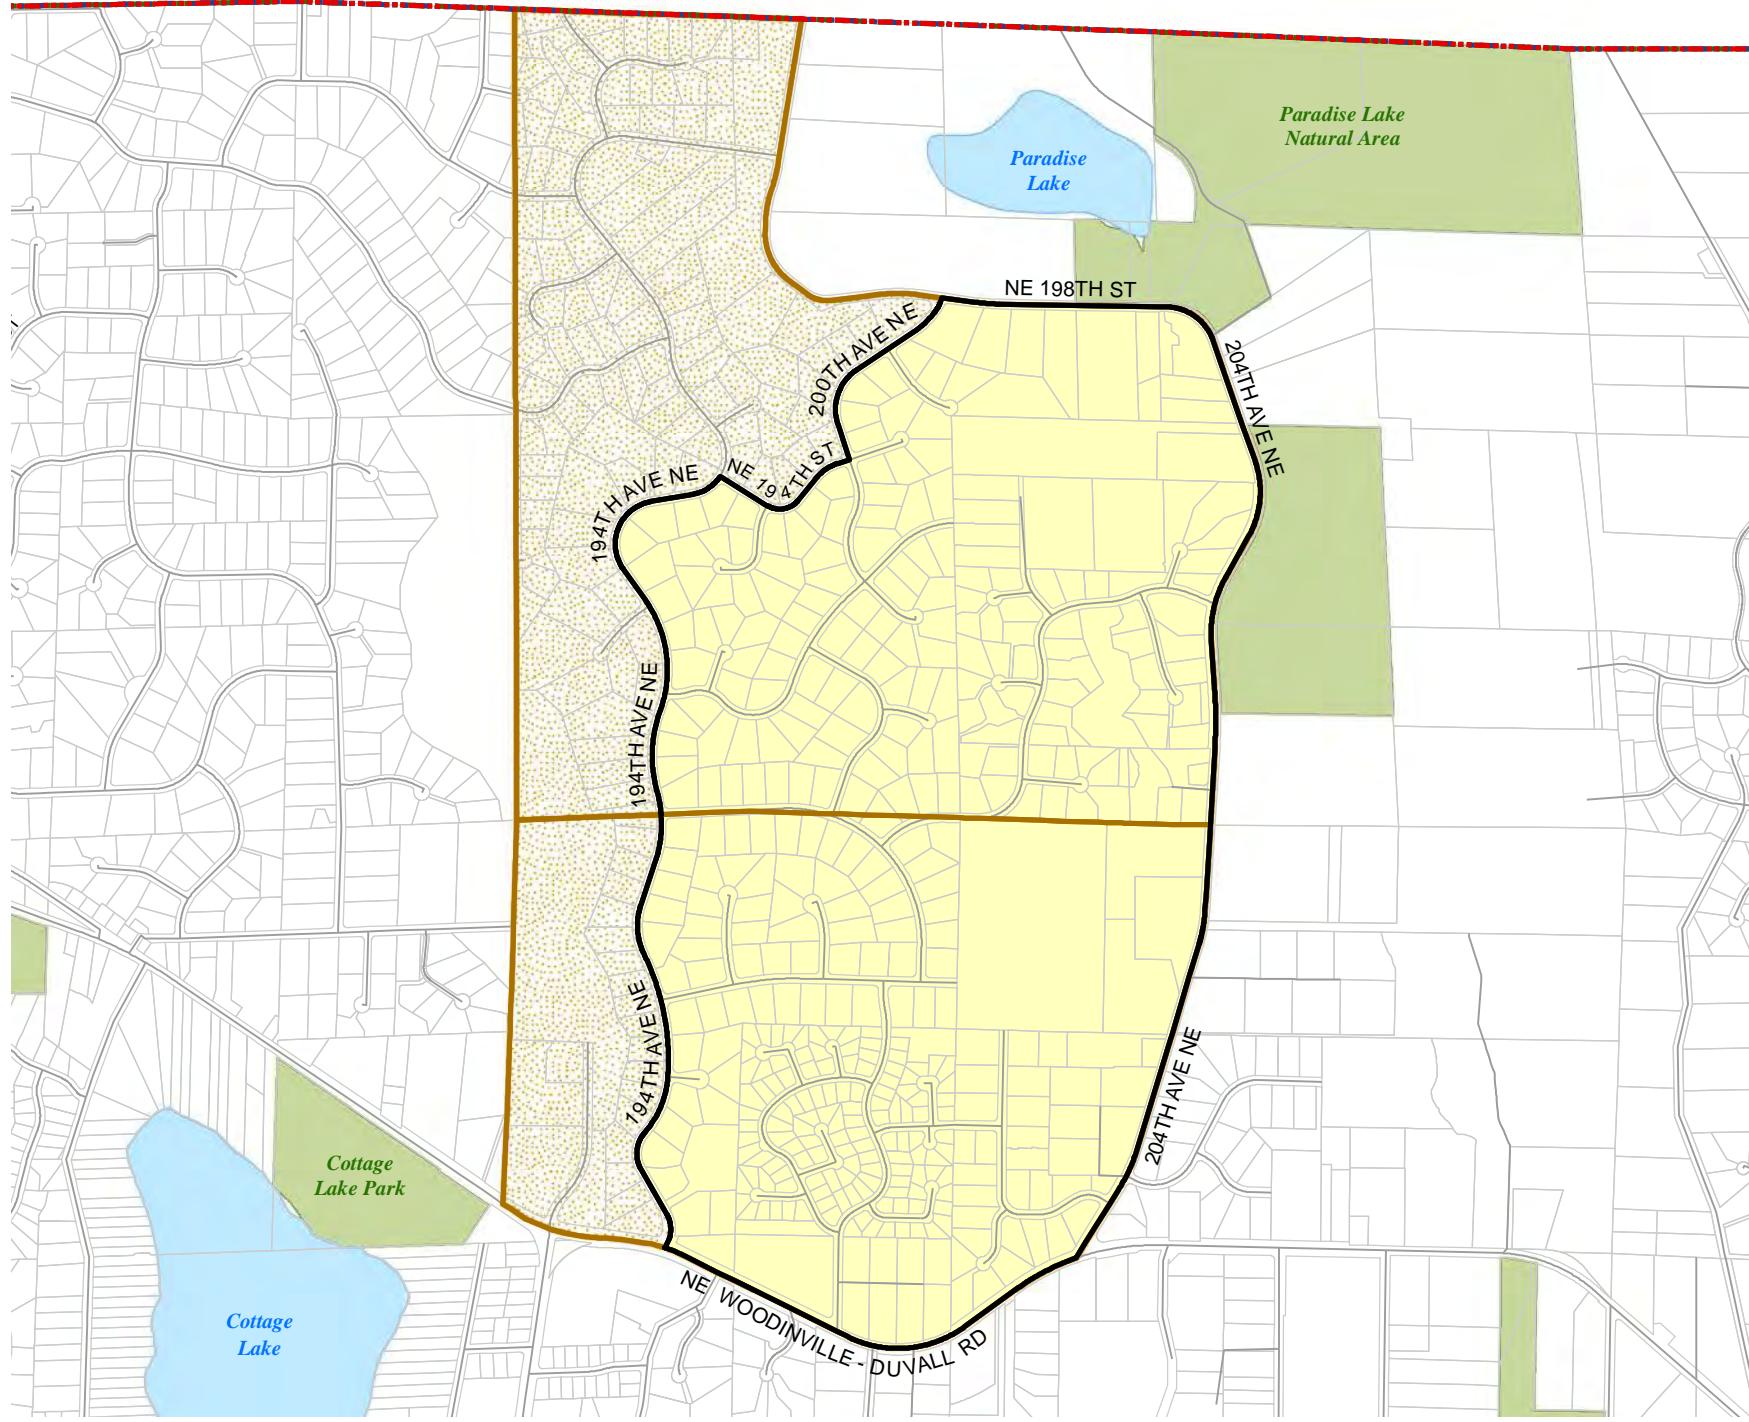 Paradise Lake
Natural Area
Paradise
Lake
NE 198TH ST
200TH AVE NE
204TH AVE NE
NE 194TH ST
194TH AVE NE
194TH AVE NE
194TH AVE NE
204TH AVE NE
Cottage
Lake Park
Cottage
Lake
NE WOODINVILLE - DUVALL RD